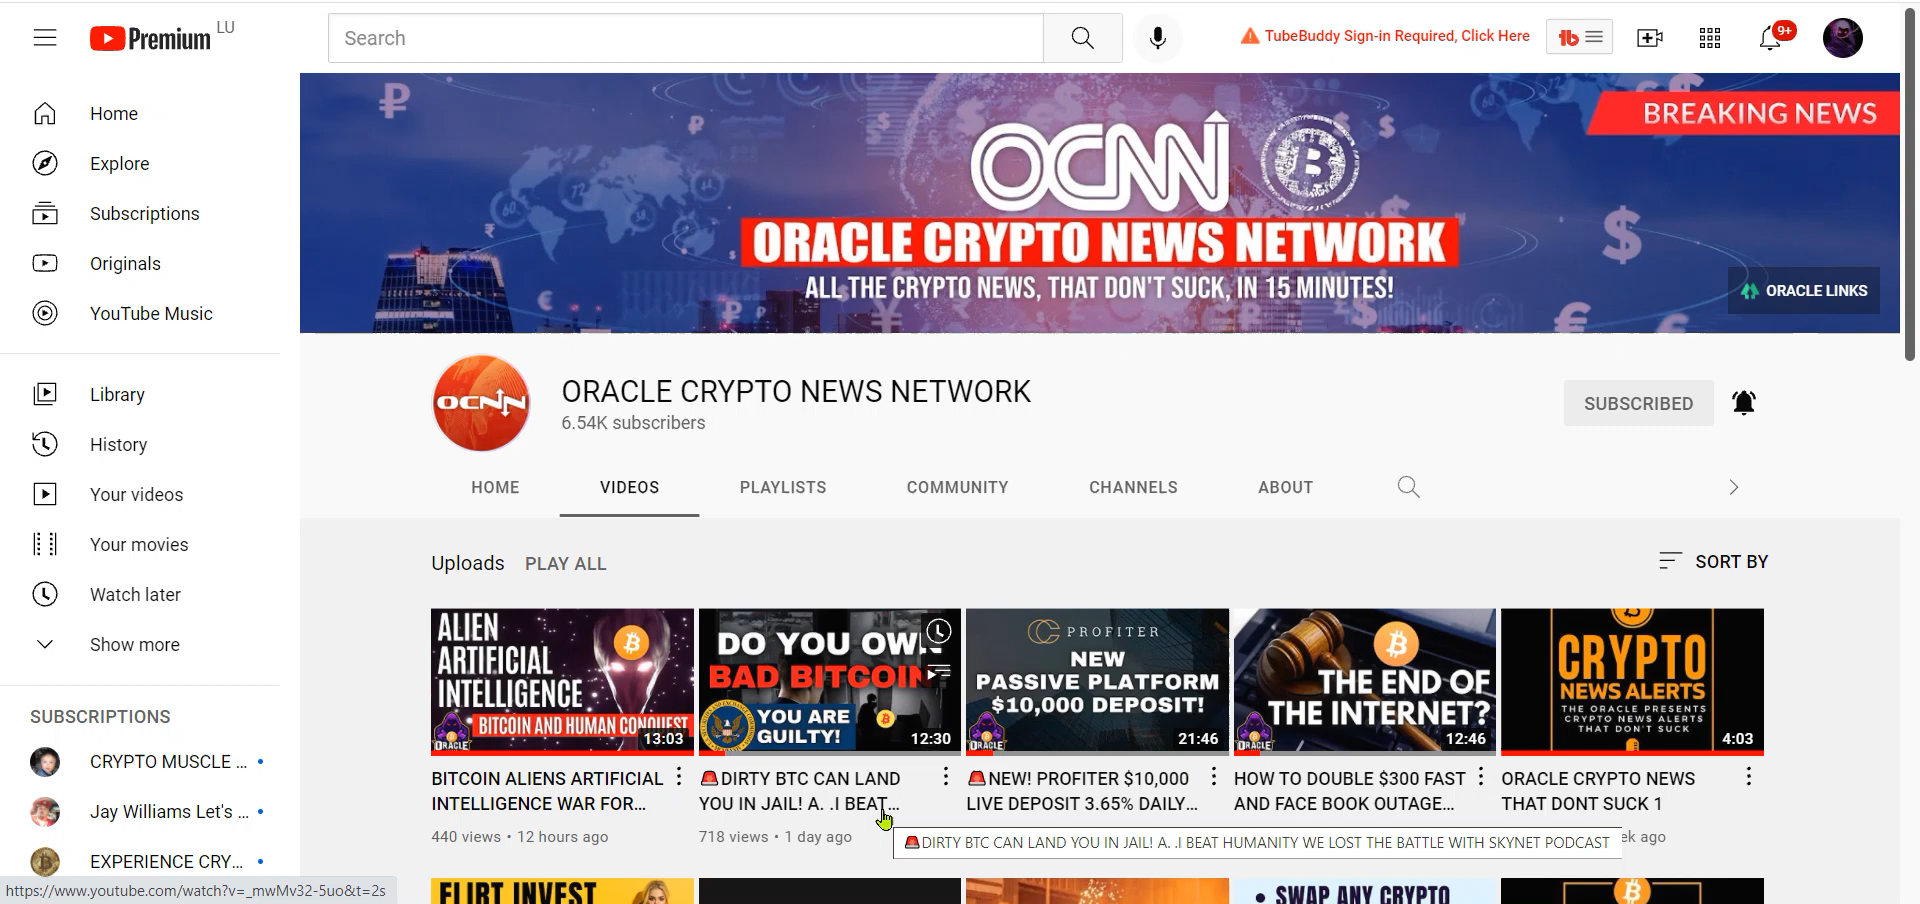 Premium LU
Search
TubeBuddy Sign-in Required, Click Here
tb
9+
Home
Explore
Subscriptions
Originals
YouTube Music
Library
History
Your videos
Your movies
Watch later
Show more
SUBSCRIPTIONS
CRYPTO MUSCLE ...
Jay Williams Let's ...
EXPERIENCE CRY...
https://www.youtube.com/watch?v=_mwMv32-5uo&t=2s
BREAKING NEWS
OCNN
ORACLE CRYPTO NEWS NETWORK
ALL THE CRYPTO NEWS, THAT DON'T SUCK, IN 15 MINUTES!
ORACLE LINKS
OCNN
ORACLE CRYPTO NEWS NETWORK
6.54K subscribers
SUBSCRIBED
HOME
VIDEOS
PLAYLISTS
COMMUNITY
CHANNELS
ABOUT
Uploads
PLAY ALL
SORT BY
ALIEN
ARTIFICIAL
INTELLIGENCE
BITCOIN AND HUMAN CONQUEST
ORACLE
13:03
BITCOIN ALIENS ARTIFICIAL
INTELLIGENCE WAR FOR...
440 views • 12 hours ago
DO YOU OWN
BAD BITCOIN
YOU ARE
GUILTY!
12:30
🚨DIRTY BTC CAN LAND
YOU IN JAIL! A. .I BEAT...
718 views • 1 day ago
PROFITER
NEW
PASSIVE PLATFORM
$10,000 DEPOSIT!
ORACLE
21:46
🚨NEW! PROFITER $10,000
LIVE DEPOSIT 3.65% DAILY...
THE END OF
THE INTERNET?
ORACLE
12:46
HOW TO DOUBLE $300 FAST
AND FACE BOOK OUTAGE...
CRYPTO
NEWS ALERTS
THE ORACLE PRESENTS
CRYPTO NEWS ALERTS
THAT DON'T SUCK
4:03
ORACLE CRYPTO NEWS
THAT DONT SUCK 1
ago
🚨DIRTY BTC CAN LAND YOU IN JAIL! A. .I BEAT HUMANITY WE LOST THE BATTLE WITH SKYNET PODCAST
FLIRT INVEST
• SWAP ANY CRYPTO